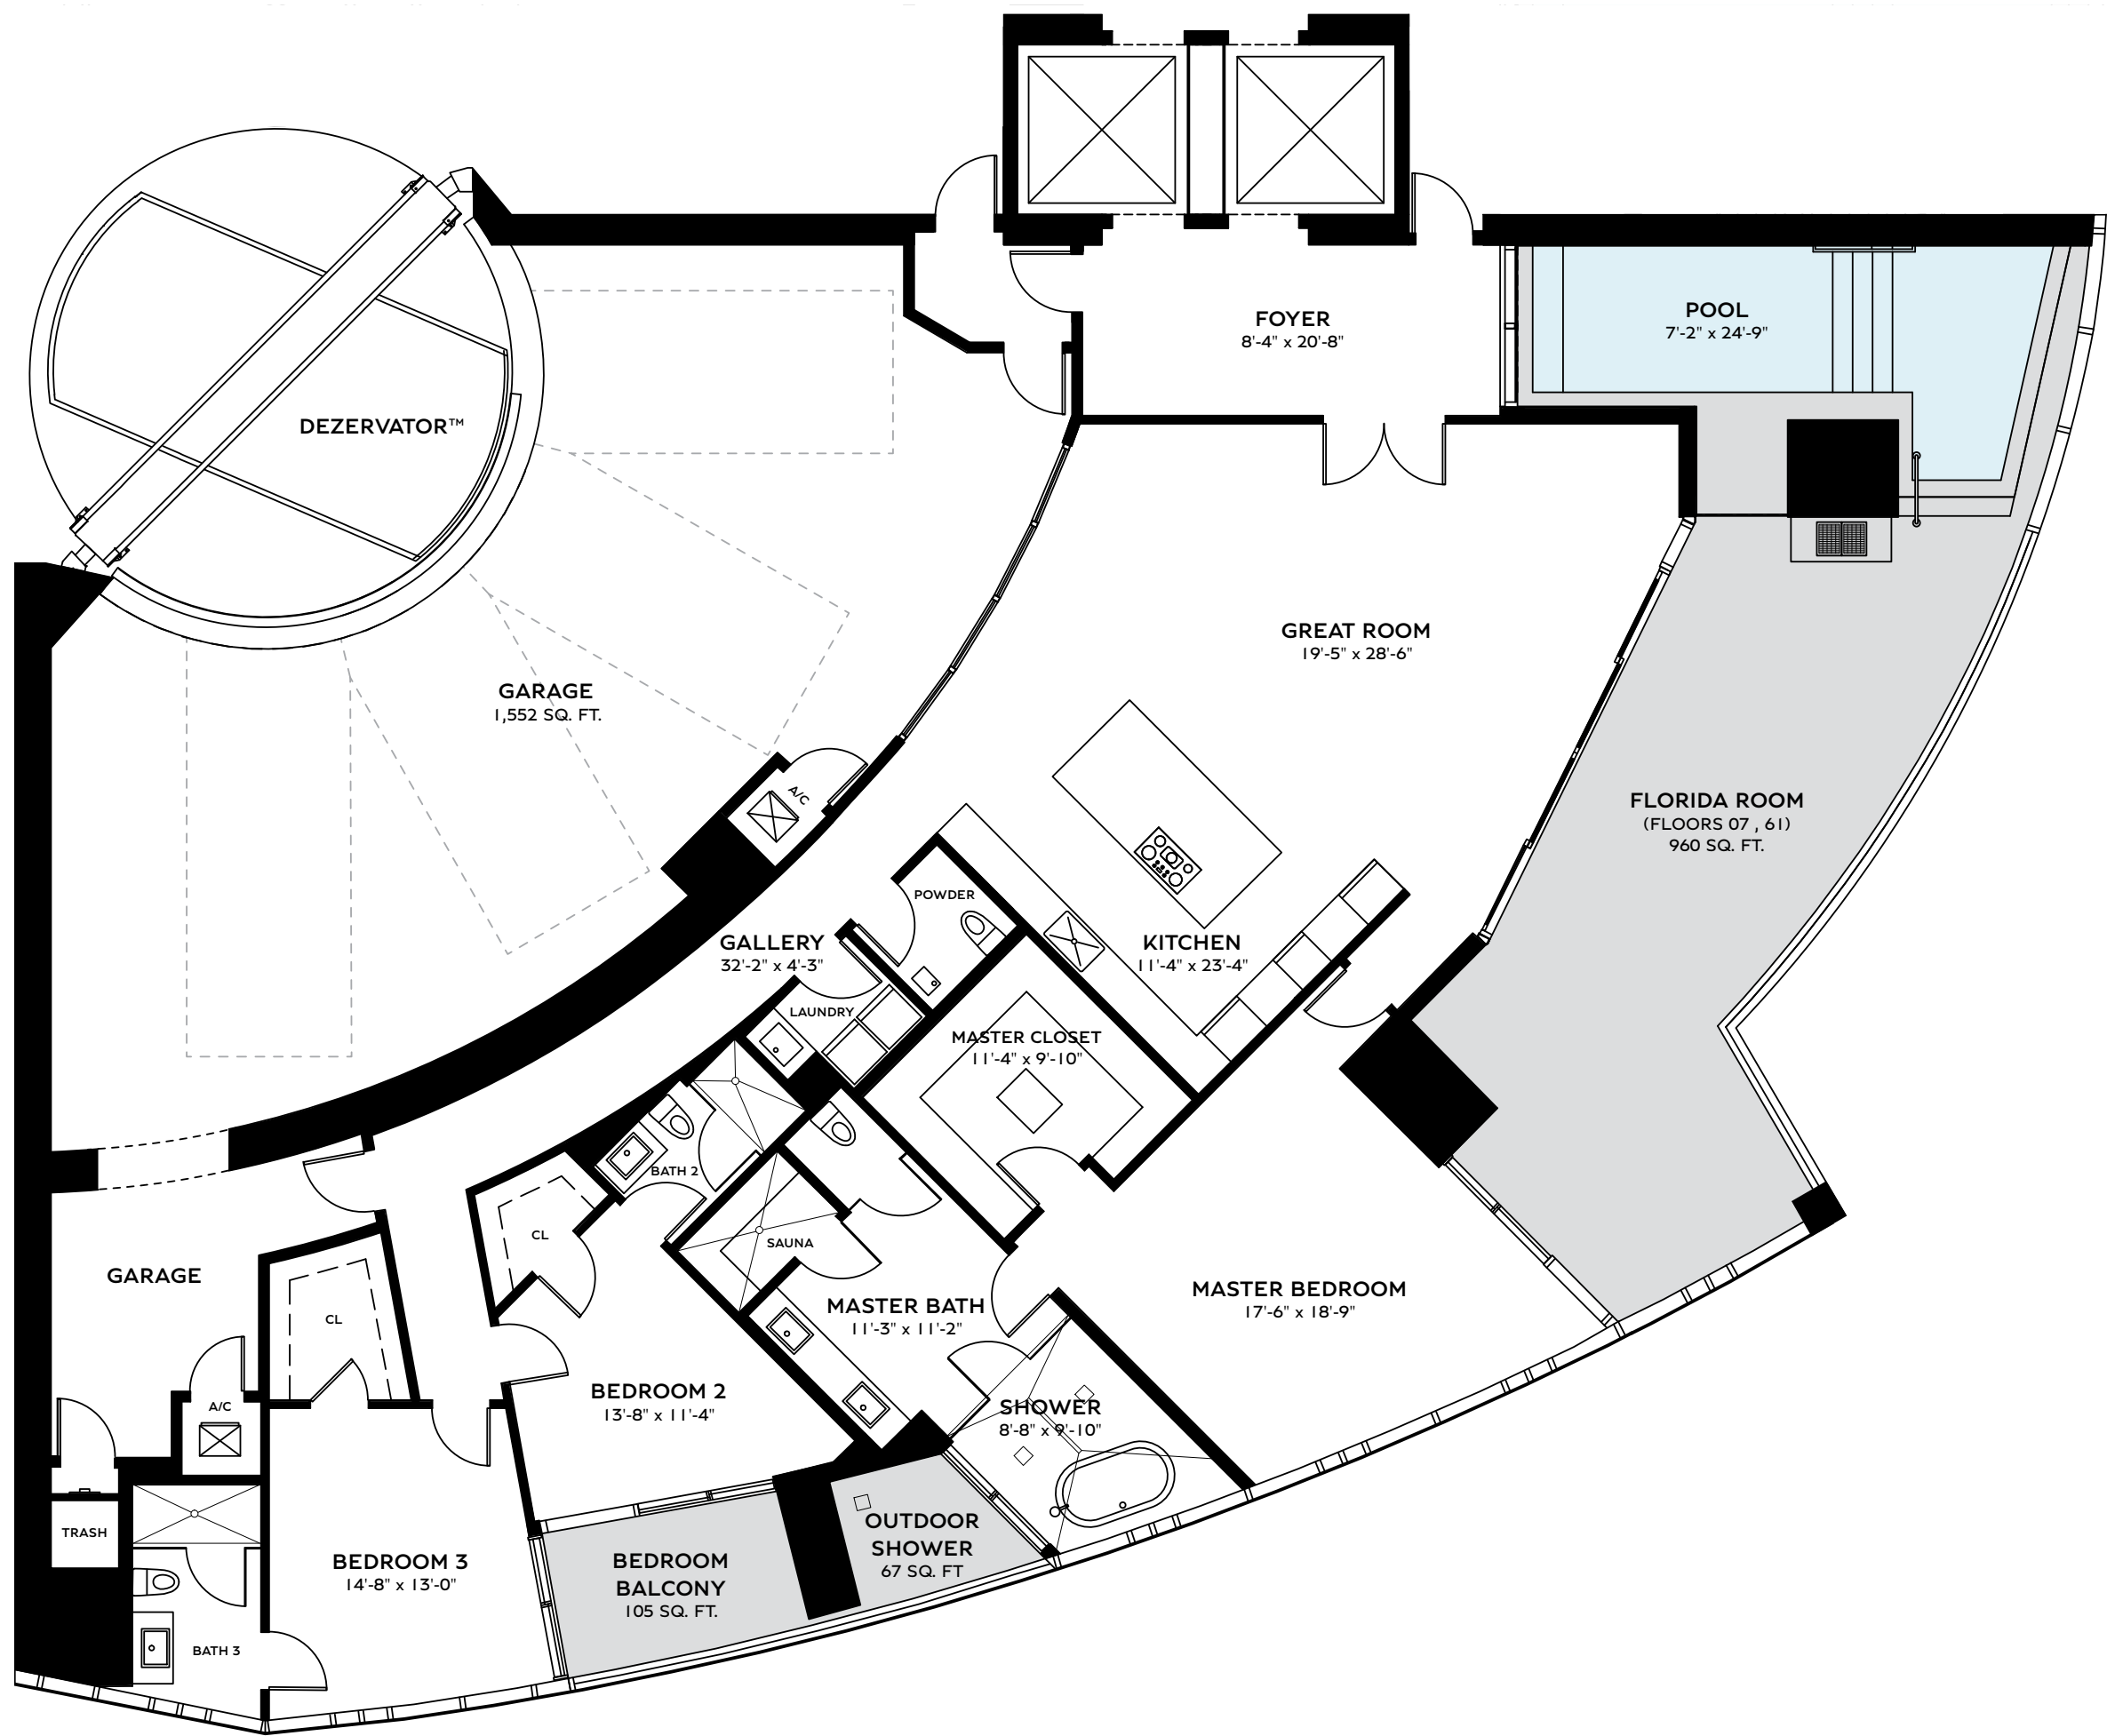 FOYER
8'-4" x 20'-8"
POOL
7'-2" x 24'-9"
DEZERVATOR™
GREAT ROOM
19'-5" x 28'-6"
GARAGE
1,552 SQ. FT.
A/C
FLORIDA ROOM
(FLOORS 07 , 61)
960 SQ. FT.
POWDER
GALLERY
32'-2" x 4'-3"
KITCHEN
11'-4" x 23'-4"
LAUNDRY
MASTER CLOSET
11'-4" x 9'-10"
BATH 2
CL
SAUNA
GARAGE
CL
MASTER BATH
11'-3" x 11'-2"
MASTER BEDROOM
17'-6" x 18'-9"
A/C
BEDROOM 2
13'-8" x 11'-4"
SHOWER
8'-8" x 9'-10"
TRASH
BEDROOM 3
14'-8" x 13'-0"
BEDROOM
BALCONY
105 SQ. FT.
OUTDOOR
SHOWER
67 SQ. FT
BATH 3